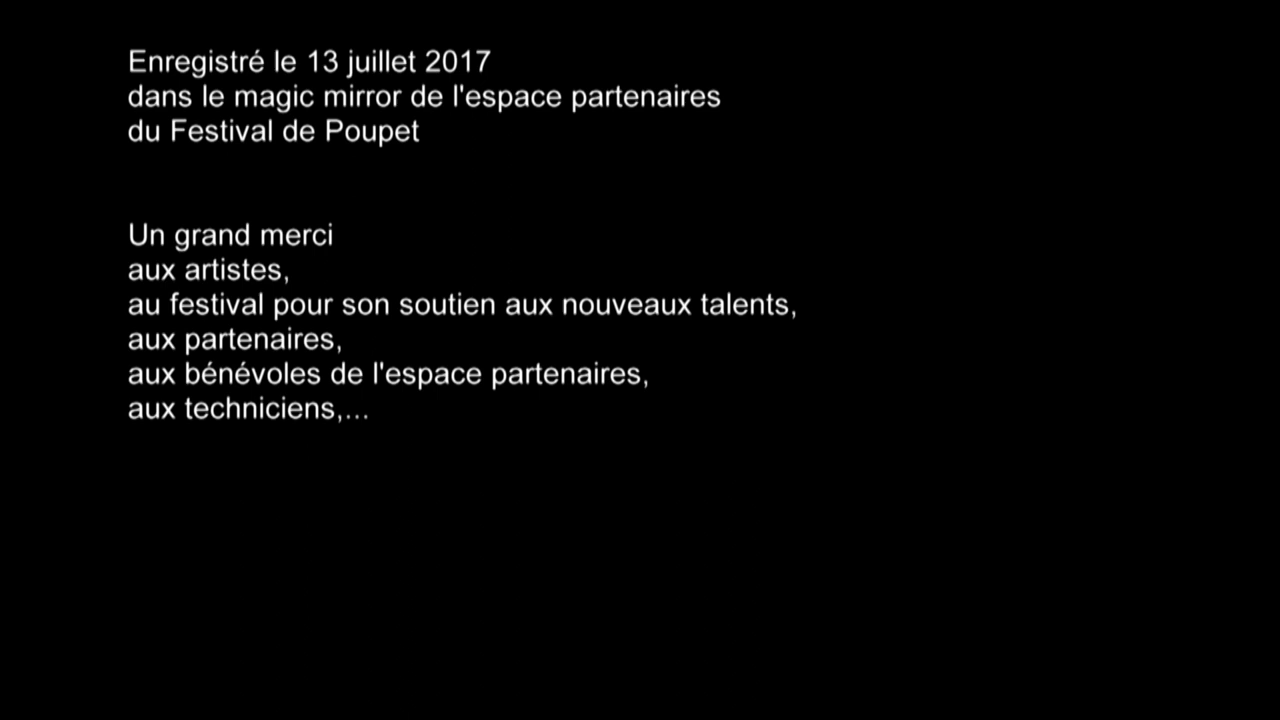 Enregistré le 13 juillet 2017
dans le magic mirror de l'espace partenaires
du Festival de Poupet
Un grand merci
aux artistes,
au festival pour son soutien aux nouveaux talents,
aux partenaires,
aux bénévoles de l'espace partenaires,
aux techniciens,...